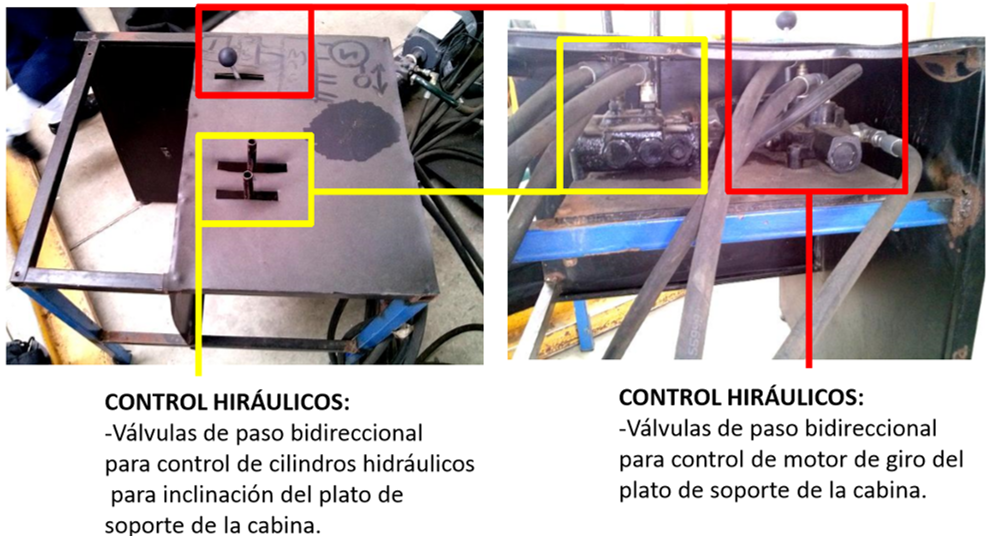 CONTROL HIRÁULICOS:
-Válvulas de paso bidireccional
para control de cilindros hidráulicos
para inclinación del plato de
soporte de la cabina.
CONTROL HIRÁULICOS:
-Válvulas de paso bidireccional
para control de motor de giro del
plato de soporte de la cabina.